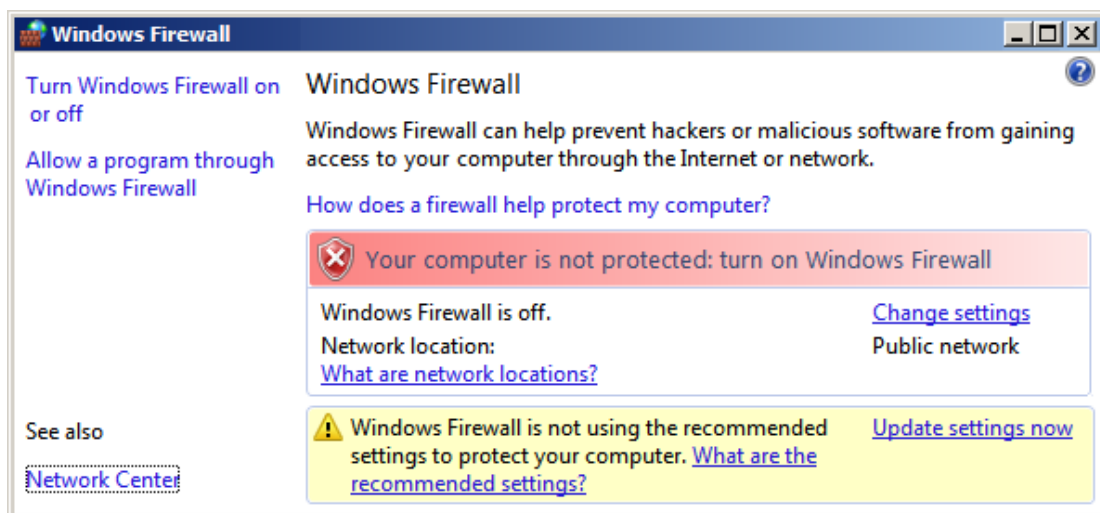 Windows Firewall
Turn Windows Firewall on
or off
Allow a program through
Windows Firewall
See also
Network Center
Windows Firewall
Windows Firewall can help prevent hackers or malicious software from gaining
access to your computer through the Internet or network.
How does a firewall help protect my computer?
Your computer is not protected: turn on Windows Firewall
Windows Firewall is off. Change settings
Network location: Public network
What are network locations?
Windows Firewall is not using the recommended Update settings now
settings to protect your computer. What are the
recommended settings?